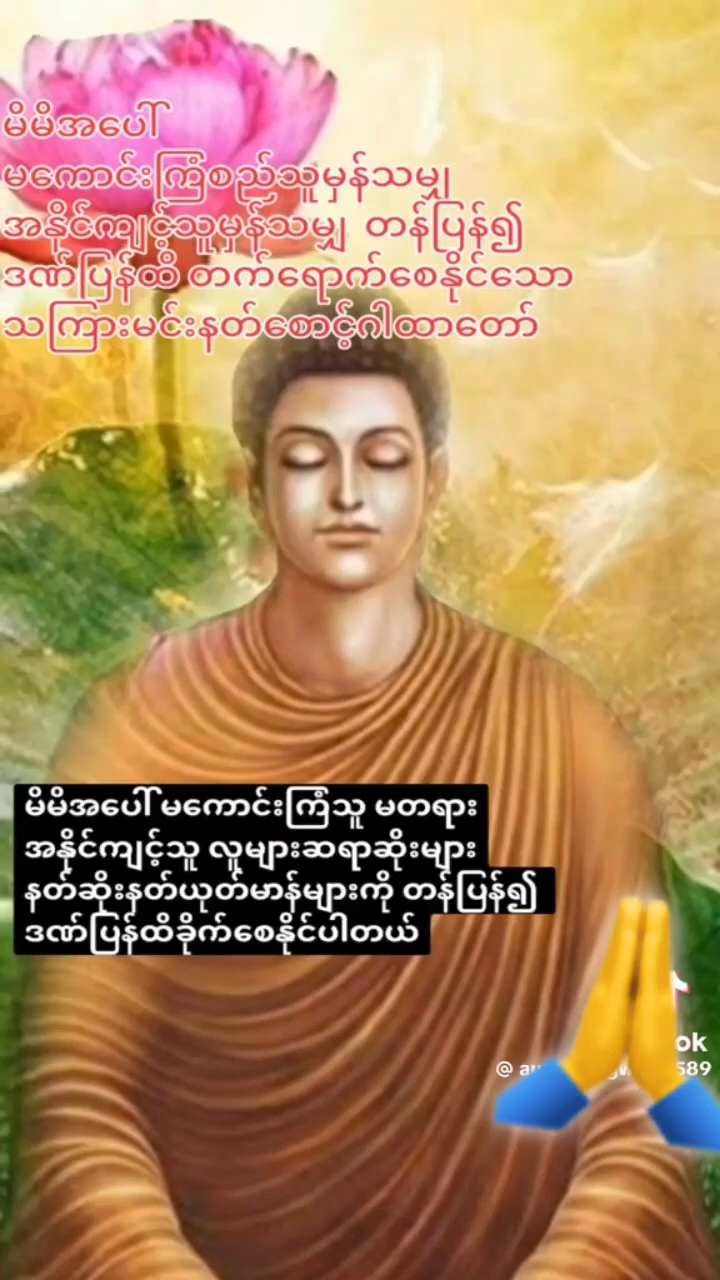 မိမိအပေါ်
မကောင်းကြံစည်သူမှန်သမျှ
အနိုင်ကျင့်သူမှန်သမျှ တန်ပြန်၍
ဒဏ်ပြန်ထိ တက်ရောက်စေနိုင်သော
သကြားမင်းနတ်စောင့်ဂါထာတော်
မိမိအပေါ် မကောင်းကြံသူ မတရား
အနိုင်ကျင့်သူ လူများဆရာဆိုးများ
နတ်ဆိုးနတ်ယုတ်မာန်များကို တန်ပြန်၍
ဒဏ်ပြန်ထိခိုက်စေနိုင်ပါတယ်